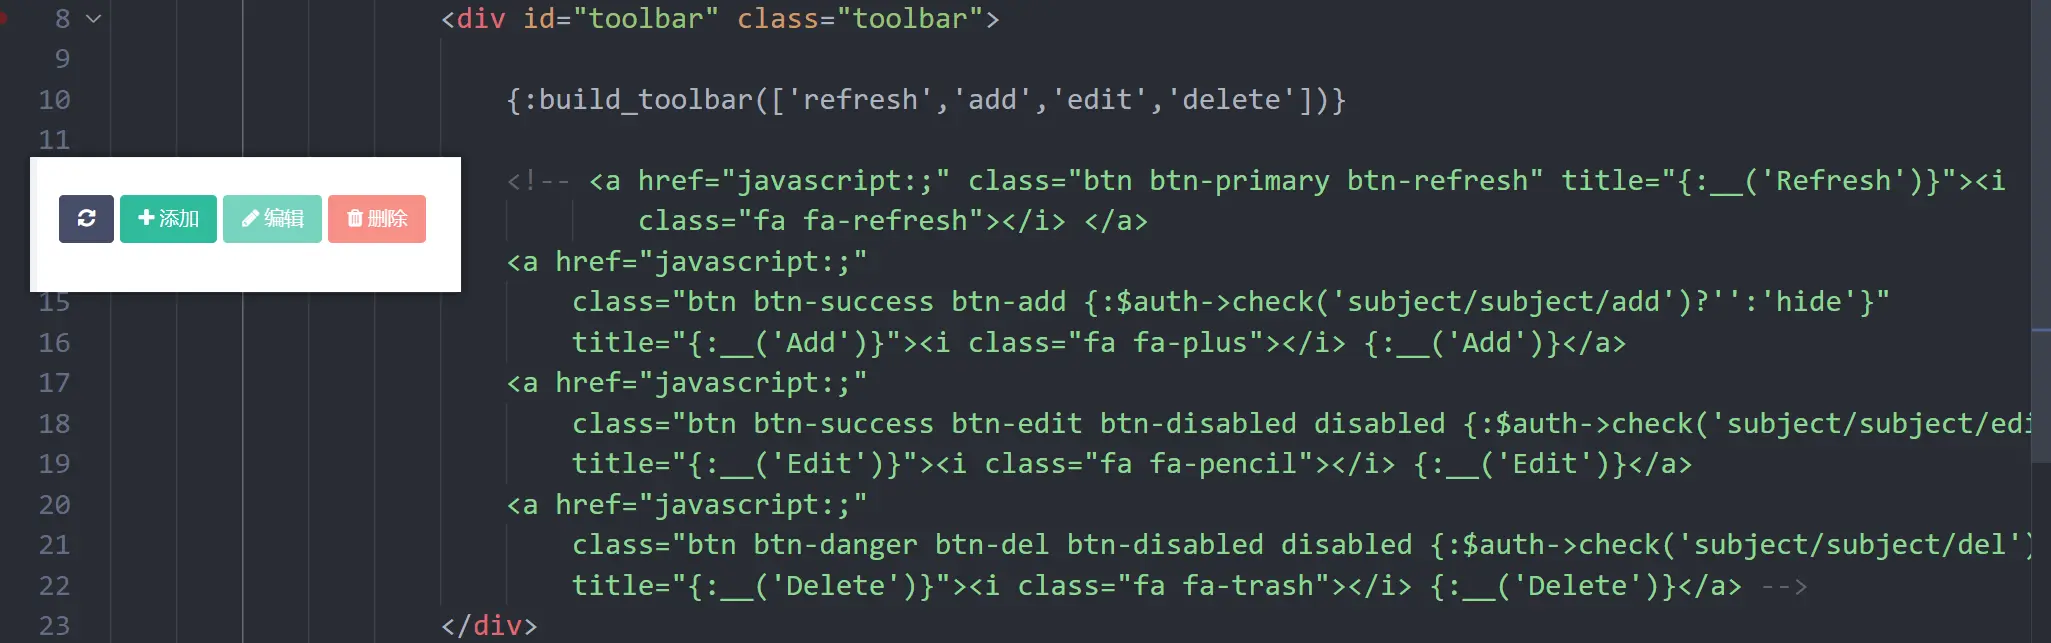 8 <div id="toolbar" class="toolbar">
9
10 {:build_toolbar(['refresh','add','edit','delete'])}
11
<!-- <a href="javascript:;" class="btn btn-primary btn-refresh" title="{:__('Refresh')}"><i
class="fa fa-refresh"></i> </a>
添加 编辑 删除
<a href="javascript:;"
15 class="btn btn-success btn-add {:$auth->check('subject/subject/add')?'':'hide'}"
16 title="{:__('Add')}"><i class="fa fa-plus"></i> {:__('Add')}</a>
17 <a href="javascript:;"
18 class="btn btn-success btn-edit btn-disabled disabled {:$auth->check('subject/subject/edi
19 title="{:__('Edit')}"><i class="fa fa-pencil"></i> {:__('Edit')}</a>
20 <a href="javascript:;"
21 class="btn btn-danger btn-del btn-disabled disabled {:$auth->check('subject/subject/del')
22 title="{:__('Delete')}"><i class="fa fa-trash"></i> {:__('Delete')}</a> -->
23 </div>